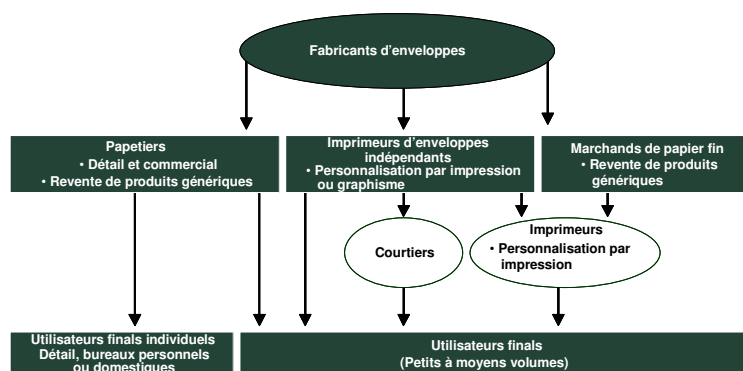 Fabricants d'enveloppes
Papetiers
• Détail et commercial
• Revente de produits génériques
Imprimeurs d'enveloppes
indépendants
• Personnalisation par impression
ou graphisme
Marchands de papier fin
• Revente de produits
génériques
Courtiers
Imprimeurs
• Personnalisation par
impression
Utilisateurs finals individuels
Détail, bureaux personnels
ou domestiques
Utilisateurs finals
(Petits à moyens volumes)